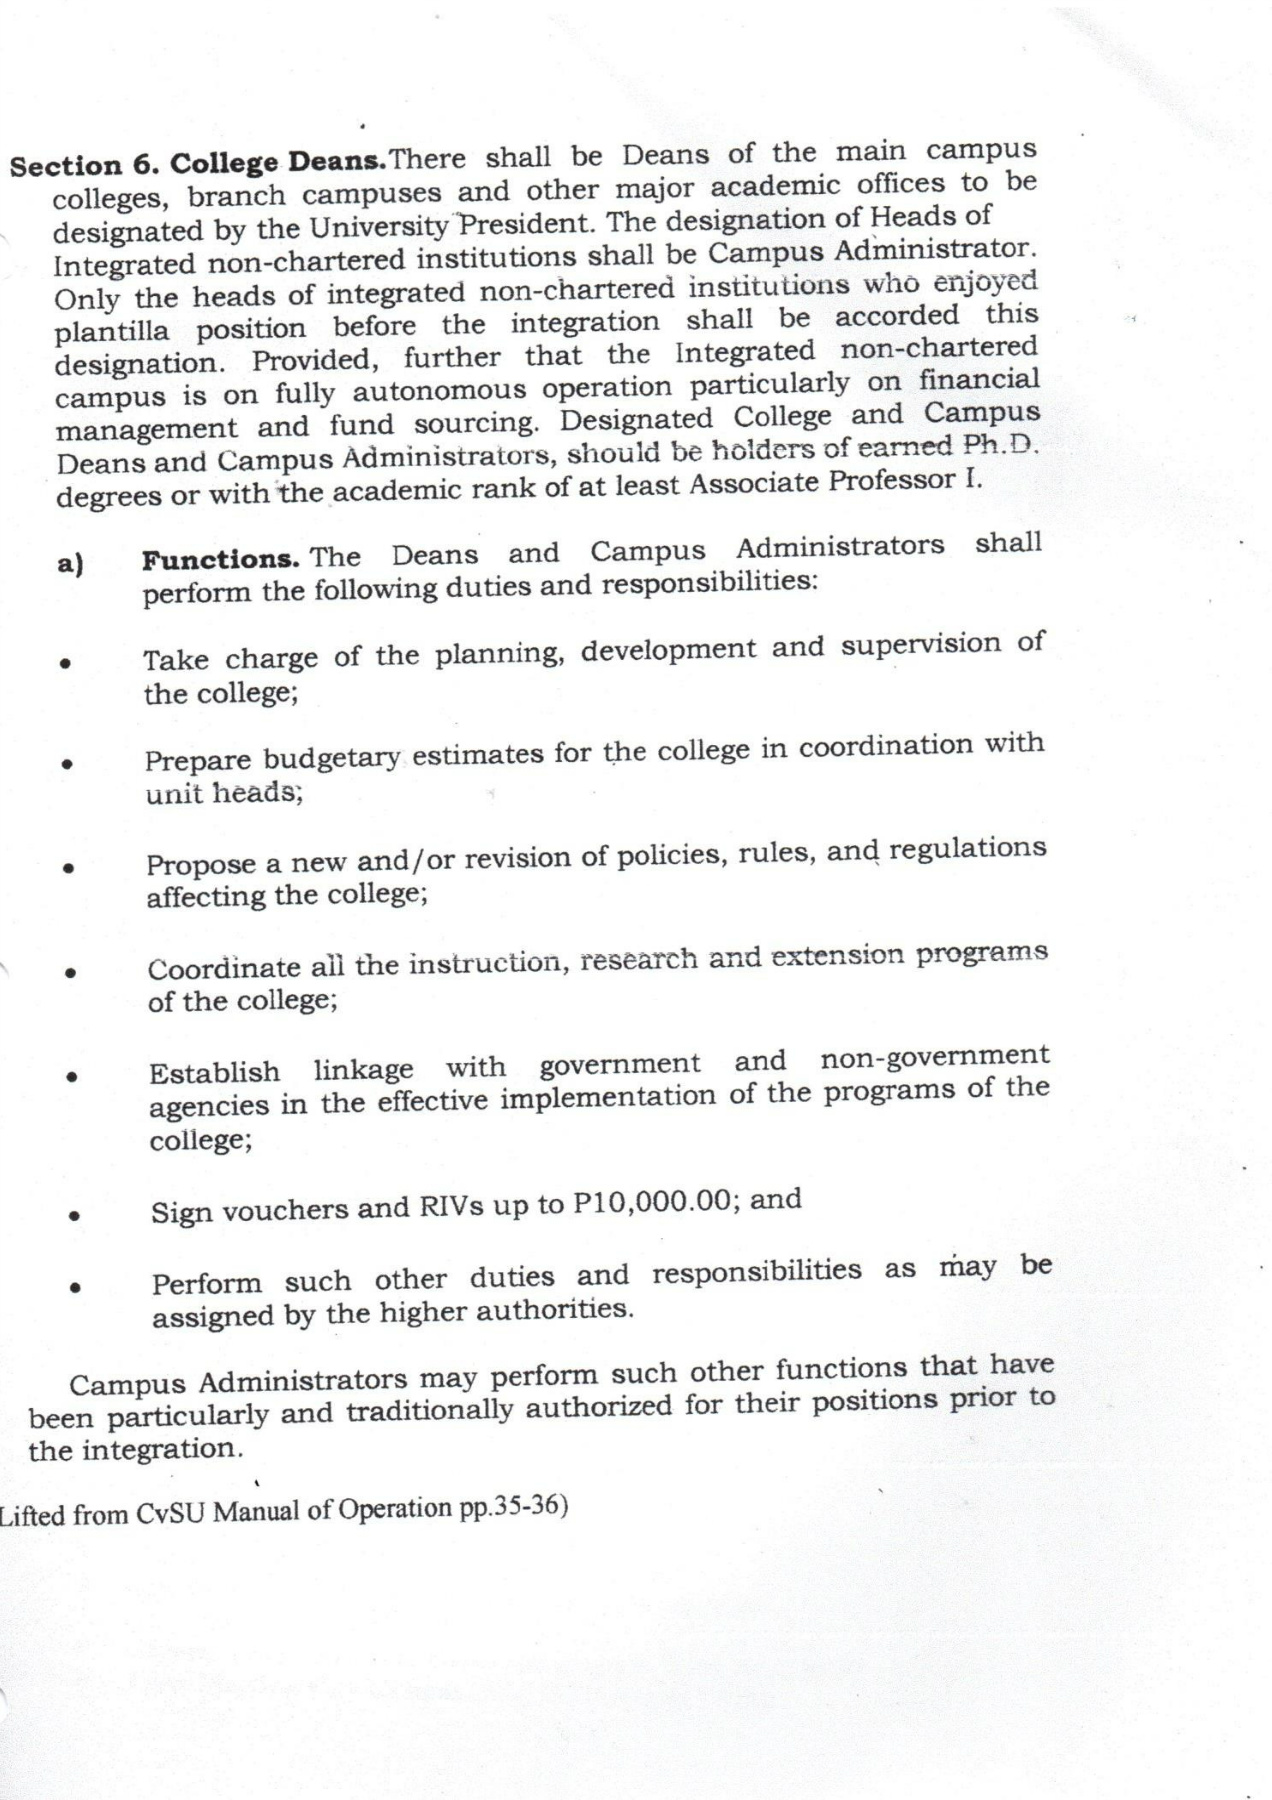 Section 6. College Deans. There shall be Deans of the main campus
colleges, branch campuses and other major academic offices to be
designated by the University President. The designation of Heads of
Integrated non-chartered institutions shall be Campus Administrator.
Only the heads of integrated non-chartered institutions who enjoyed
plantilla position before the integration shall be accorded this
designation. Provided, further that the Integrated non-chartered
campus is on fully autonomous operation particularly on financial
management and fund sourcing. Designated College and Campus
Deans and Campus Administrators, should be holders of earned Ph.D.
degrees or with the academic rank of at least Associate Professor I.
a) Functions. The Deans and Campus Administrators shall
perform the following duties and responsibilities:
• Take charge of the planning, development and supervision of
the college;
• Prepare budgetary estimates for the college in coordination with
unit heads;
• Propose a new and/or revision of policies, rules, and regulations
affecting the college;
• Coordinate all the instruction, research and extension programs
of the college;
• Establish linkage with government and non-government
agencies in the effective implementation of the programs of the
college;
• Sign vouchers and RIVs up to P10,000.00; and
• Perform such other duties and responsibilities as may be
assigned by the higher authorities.
Campus Administrators may perform such other functions that have
been particularly and traditionally authorized for their positions prior to
the integration.
Lifted from CvSU Manual of Operation pp.35-36)